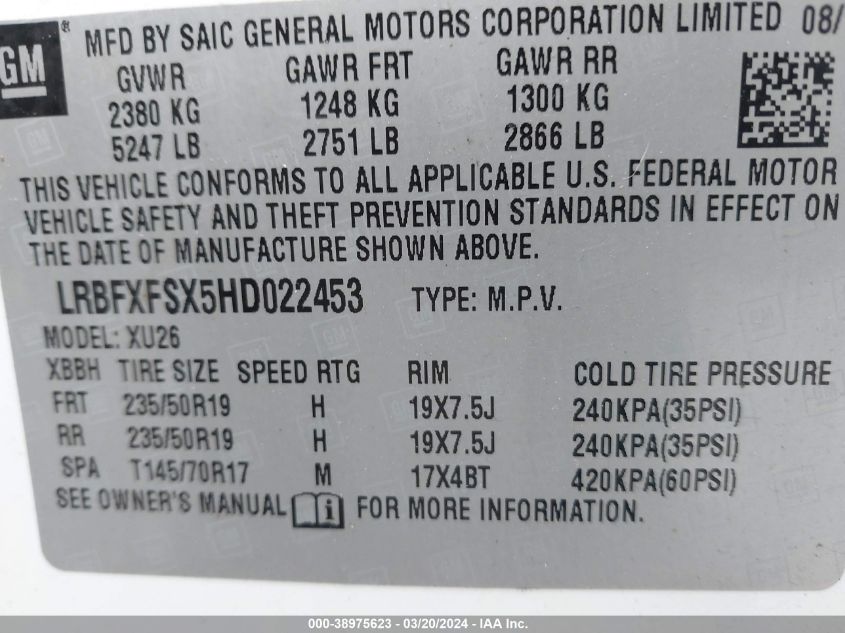 GM ® MFD BY SAIC GENERAL MOTORS CORPORATION LIMITED 08/
GVWR GAWR FRT GAWR RR
2380 KG 1248 KG 1300 KG
5247 LB 2751 LB 2866 LB
THIS VEHICLE CONFORMS TO ALL APPLICABLE U.S. FEDERAL MOTOR
VEHICLE SAFETY AND THEFT PREVENTION STANDARDS IN EFFECT ON
THE DATE OF MANUFACTURE SHOWN ABOVE.
LRBFXFSX5HD022453 TYPE: M.P.V.
MODEL: XU26
XBBH TIRE SIZE SPEED RTG RIM COLD TIRE PRESSURE
FRT 235/50R19 H 19X7.5J 240KPA(35PSI)
RR 235/50R19 H 19X7.5J 240KPA(35PSI)
SPA T145/70R17 M 17X4BT 420KPA(60PSI)
SEE OWNER'S MANUAL i FOR MORE INFORMATION.
000-38975623 - 03/20/2024 - IAA Inc.